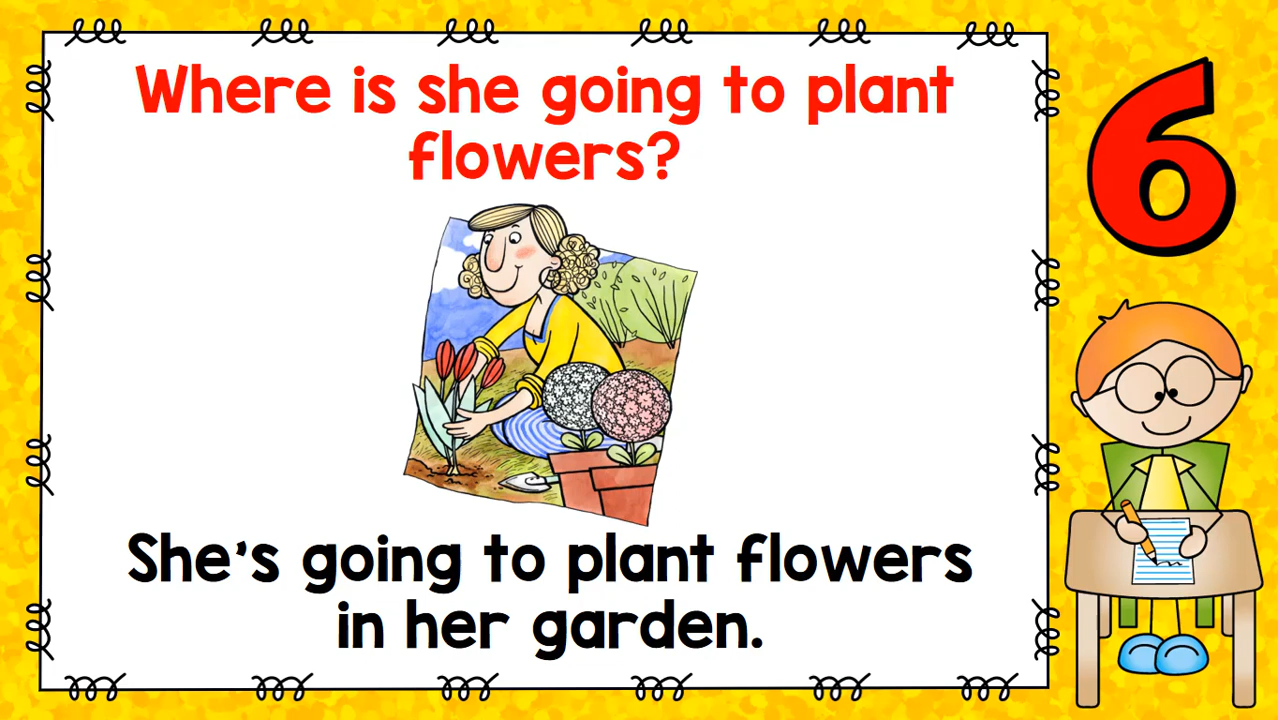 Where is she going to plant
flowers?
6
She's going to plant flowers
in her garden.